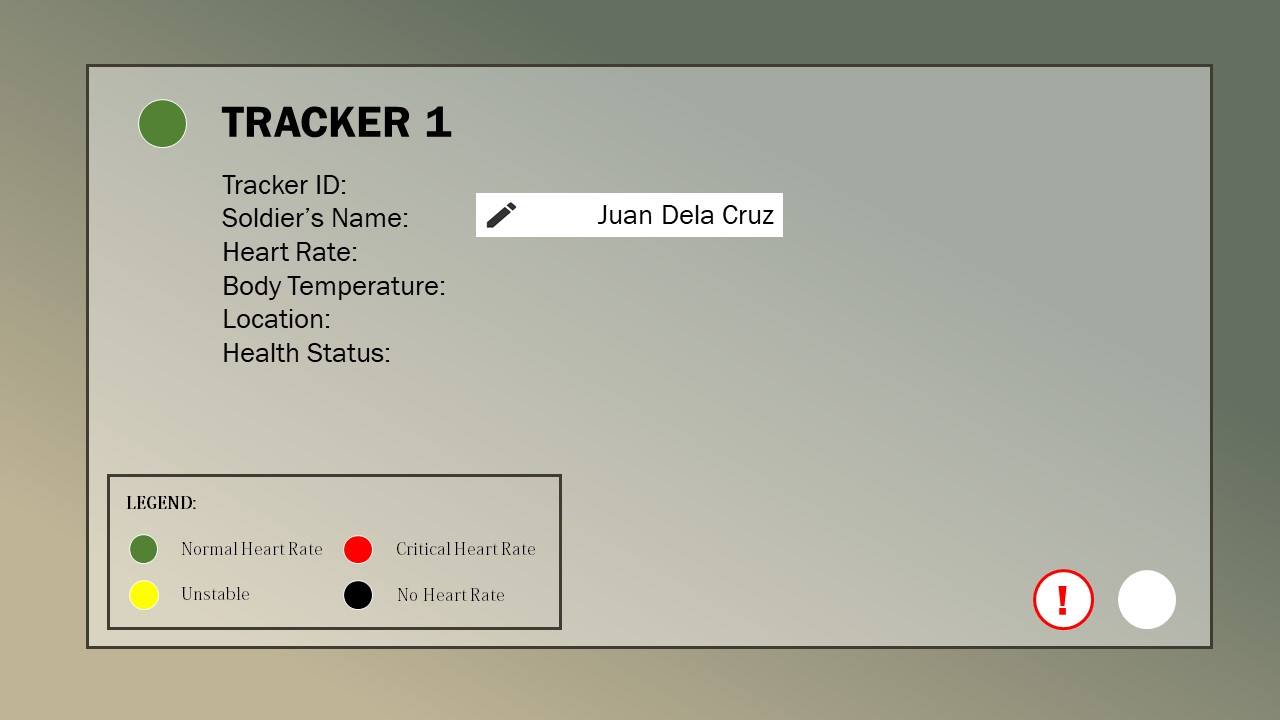 TRACKER 1
Tracker ID:
Soldier’s Name:
Juan Dela Cruz
Heart Rate:
Body Temperature:
Location:
Health Status:
LEGEND:
Normal Heart Rate
Critical Heart Rate
Unstable
No Heart Rate
!